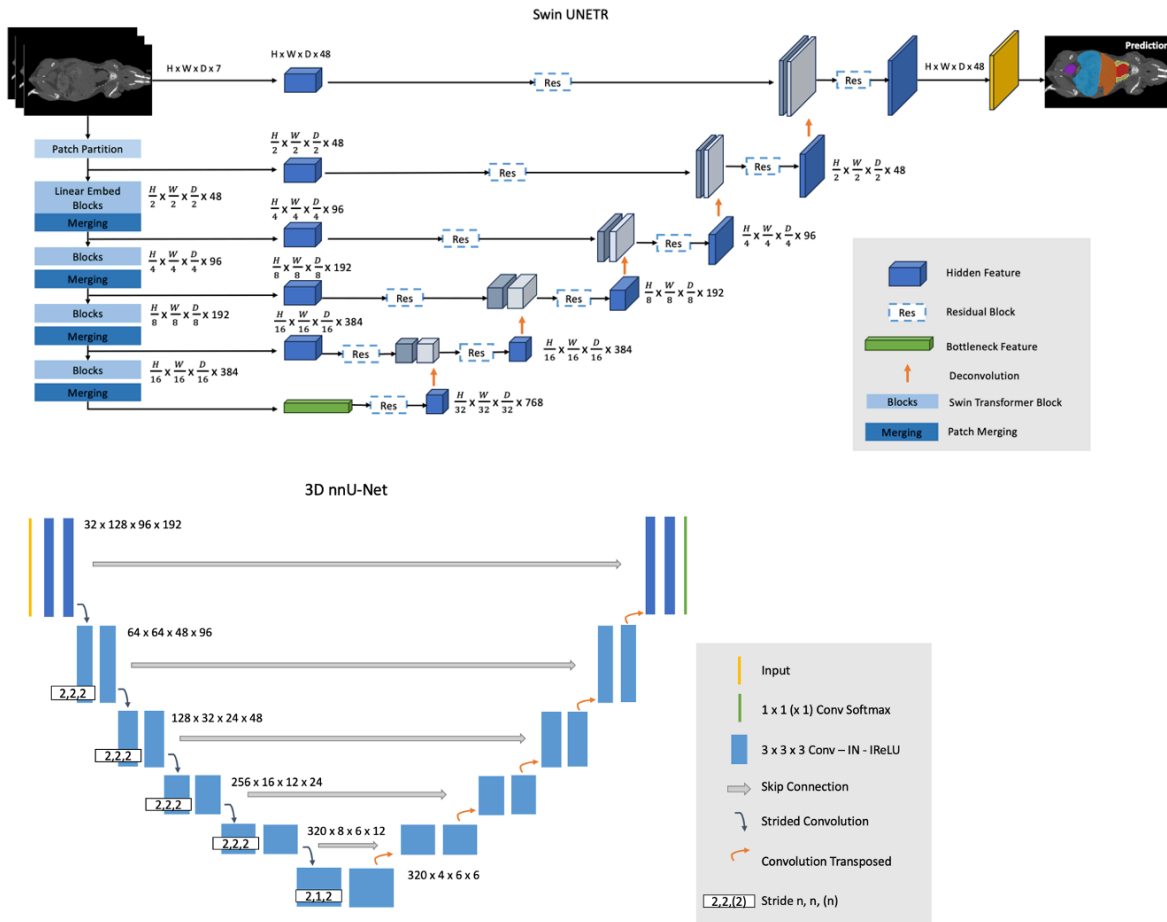 Swin UNETR
H x W x D x 7
H x W x D x 48
Res
Res
H x W x D x 48
Prediction
Patch Partition
H/2 x W/2 x D/2 x 48
Res
Res
H/2 x W/2 x D/2 x 48
Linear Embed
Blocks
H/2 x W/2 x D/2 x 48
Merging
H/4 x W/4 x D/4 x 96
Res
Res
H/4 x W/4 x D/4 x 96
Blocks
H/4 x W/4 x D/4 x 96
Merging
H/8 x W/8 x D/8 x 192
Res
Res
H/8 x W/8 x D/8 x 192
Blocks
H/8 x W/8 x D/8 x 192
Merging
H/16 x W/16 x D/16 x 384
Res
Res
H/16 x W/16 x D/16 x 384
Blocks
H/16 x W/16 x D/16 x 384
Merging
Res
H/32 x W/32 x D/32 x 768
Hidden Feature
Res
Residual Block
Bottleneck Feature
Deconvolution
Blocks
Swin Transformer Block
Merging
Patch Merging
3D nnU-Net
32 x 128 x 96 x 192
64 x 64 x 48 x 96
2,2,2
128 x 32 x 24 x 48
2,2,2
256 x 16 x 12 x 24
2,2,2
320 x 8 x 6 x 12
2,2,2
320 x 4 x 6 x 6
2,1,2
Input
1 x 1 (x 1) Conv Softmax
3 x 3 x 3 Conv – IN - lReLU
Skip Connection
Strided Convolution
Convolution Transposed
2,2,(2)
Stride n, n, (n)